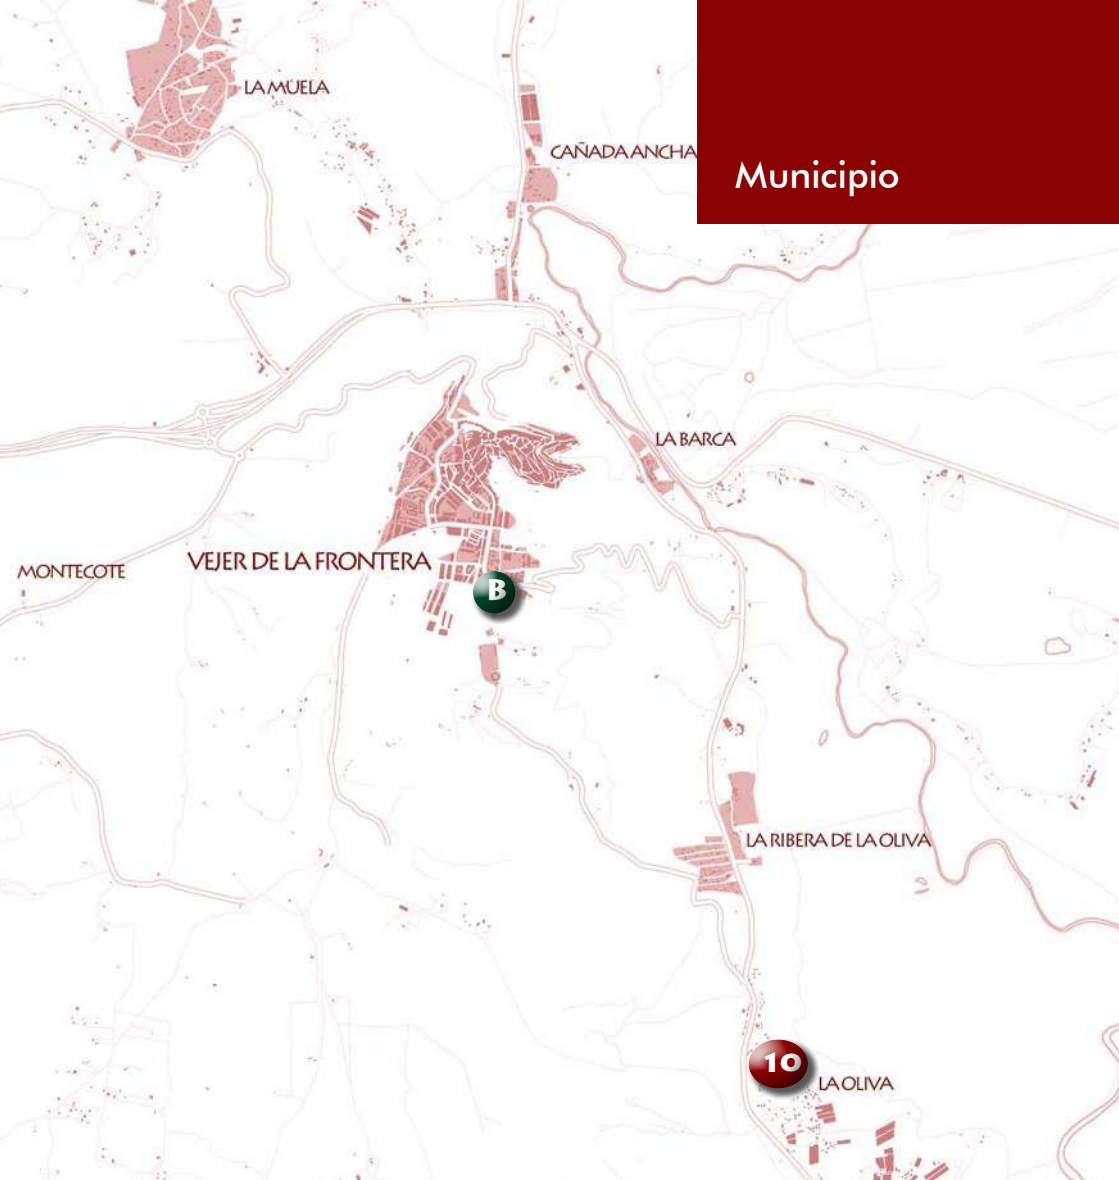 LA MUELA
CAÑADA ANCHA
Municipio
LA BARCA
VEJER DE LA FRONTERA
MONTECOTE
B
LA RIBERA DE LA OLIVA
10
LA OLIVA